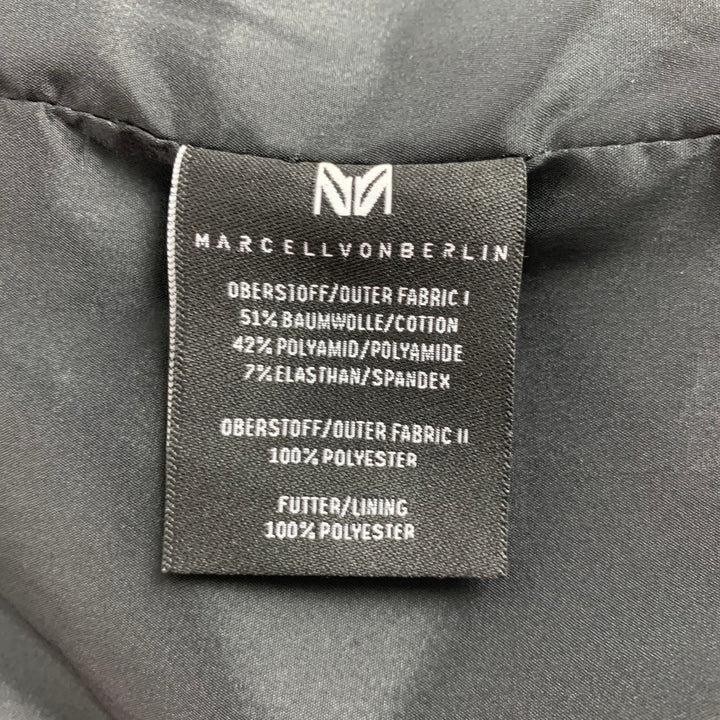 MARCELLVONBERLIN
OBERSTOFF/OUTER FABRIC I
51% BAUMWOLLE/COTTON
42% POLYAMID/POLYAMIDE
7% ELASTHAN/SPANDEX
OBERSTOFF/OUTER FABRIC II
100% POLYESTER
FUTTER/LINING
100% POLYESTER